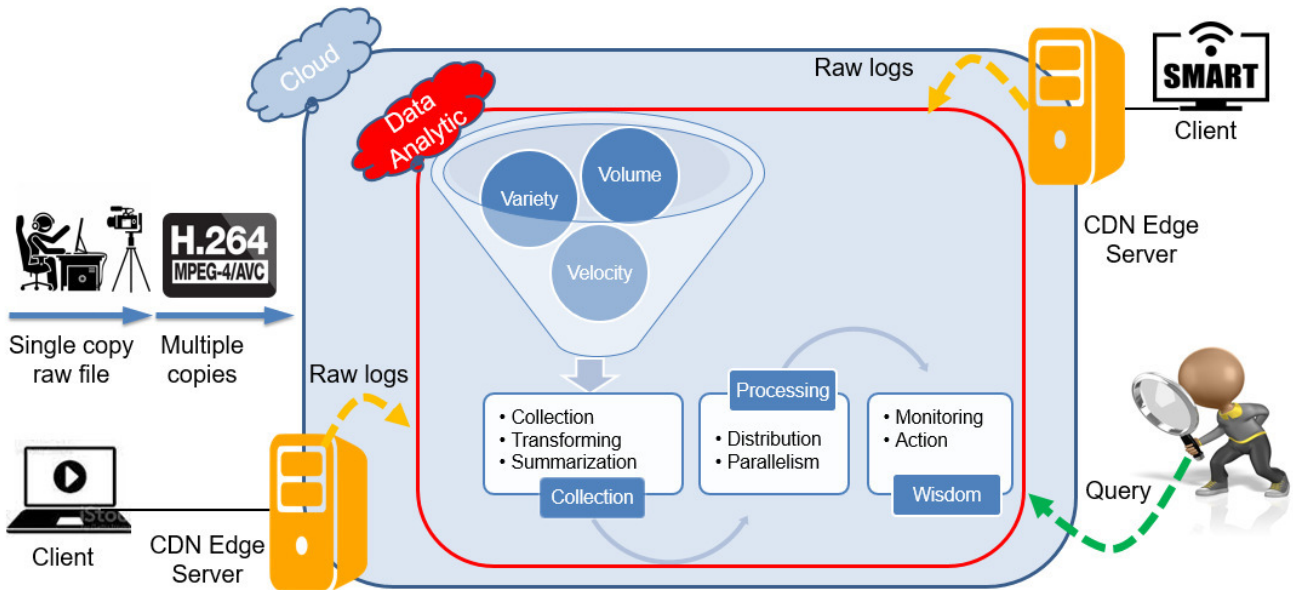 Cloud
Data
Analytic
Raw logs
SMART
Client
Variety
Volume
Velocity
CDN Edge
Server
H.264
MPEG-4/AVC
Single copy
raw file
Multiple
copies
Raw logs
Processing
• Collection
• Transforming
• Summarization
Collection
• Distribution
• Parallelism
• Monitoring
• Action
Wisdom
Query
Client
CDN Edge
Server